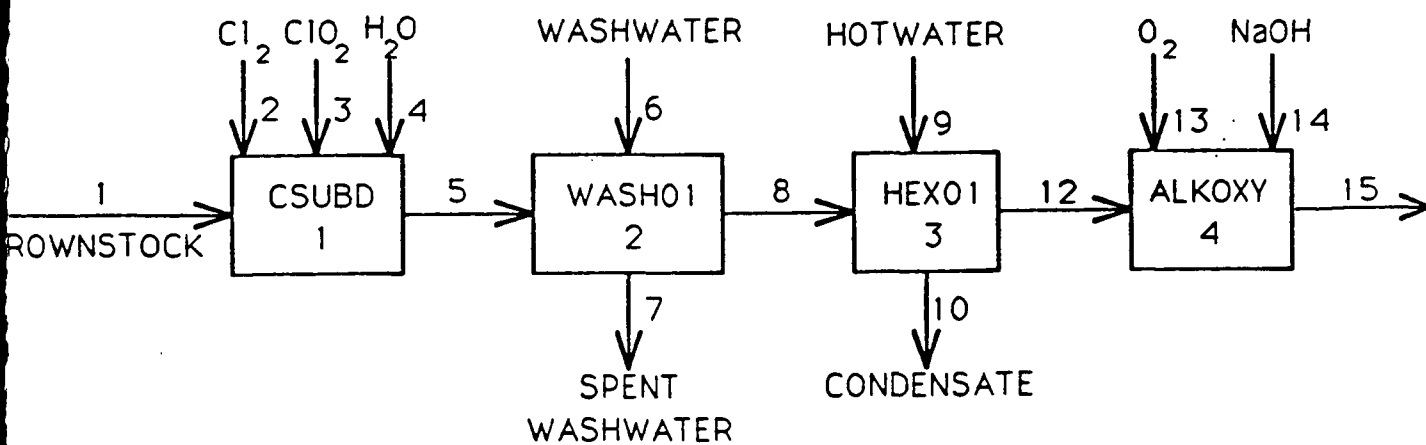 Cl2 ClO2 H2O
WASHWATER
HOTWATER
O2 NaOH
2 3 4
6
9
13 14
1
CSUBD
1
5
WASH01
2
8
HEX01
3
12
ALKOXY
4
15
ROWNSTOCK
7
10
SPENT
WASHWATER
CONDENSATE